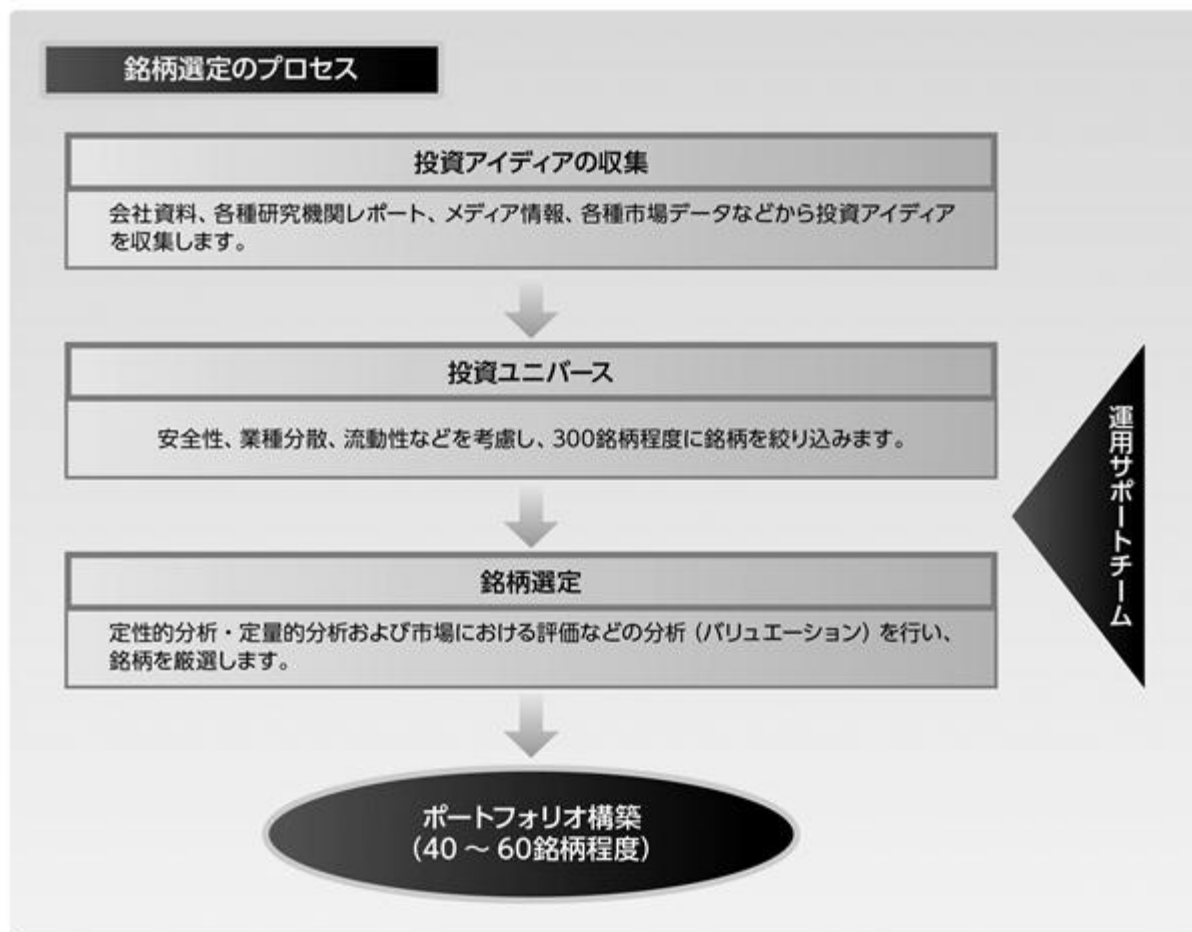 銘柄選定のプロセス
投資アイディアの収集
会社資料、各種研究機関レポート、メディア情報、各種市場データなどから投資アイディア
を収集します。
投資ユニバース
安全性、業種分散、流動性などを考慮し、300銘柄程度に銘柄を絞り込みます。
銘柄選定
定性的分析・定量的分析および市場における評価などの分析（バリュエーション）を行い、
銘柄を厳選します。
運用サポートチーム
ポートフォリオ構築
（40 ～ 60銘柄程度）